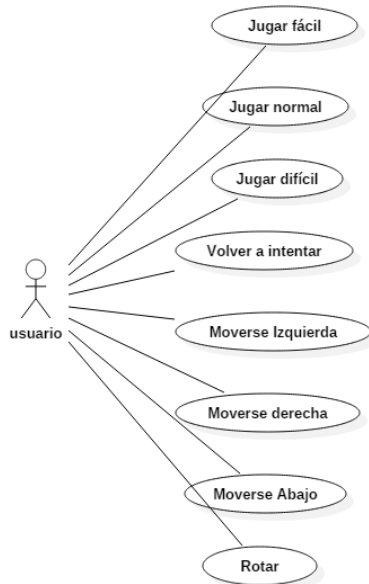 Jugar fácil
Jugar normal
Jugar difícil
Volver a intentar
usuario
Moverse Izquierda
Moverse derecha
Moverse Abajo
Rotar